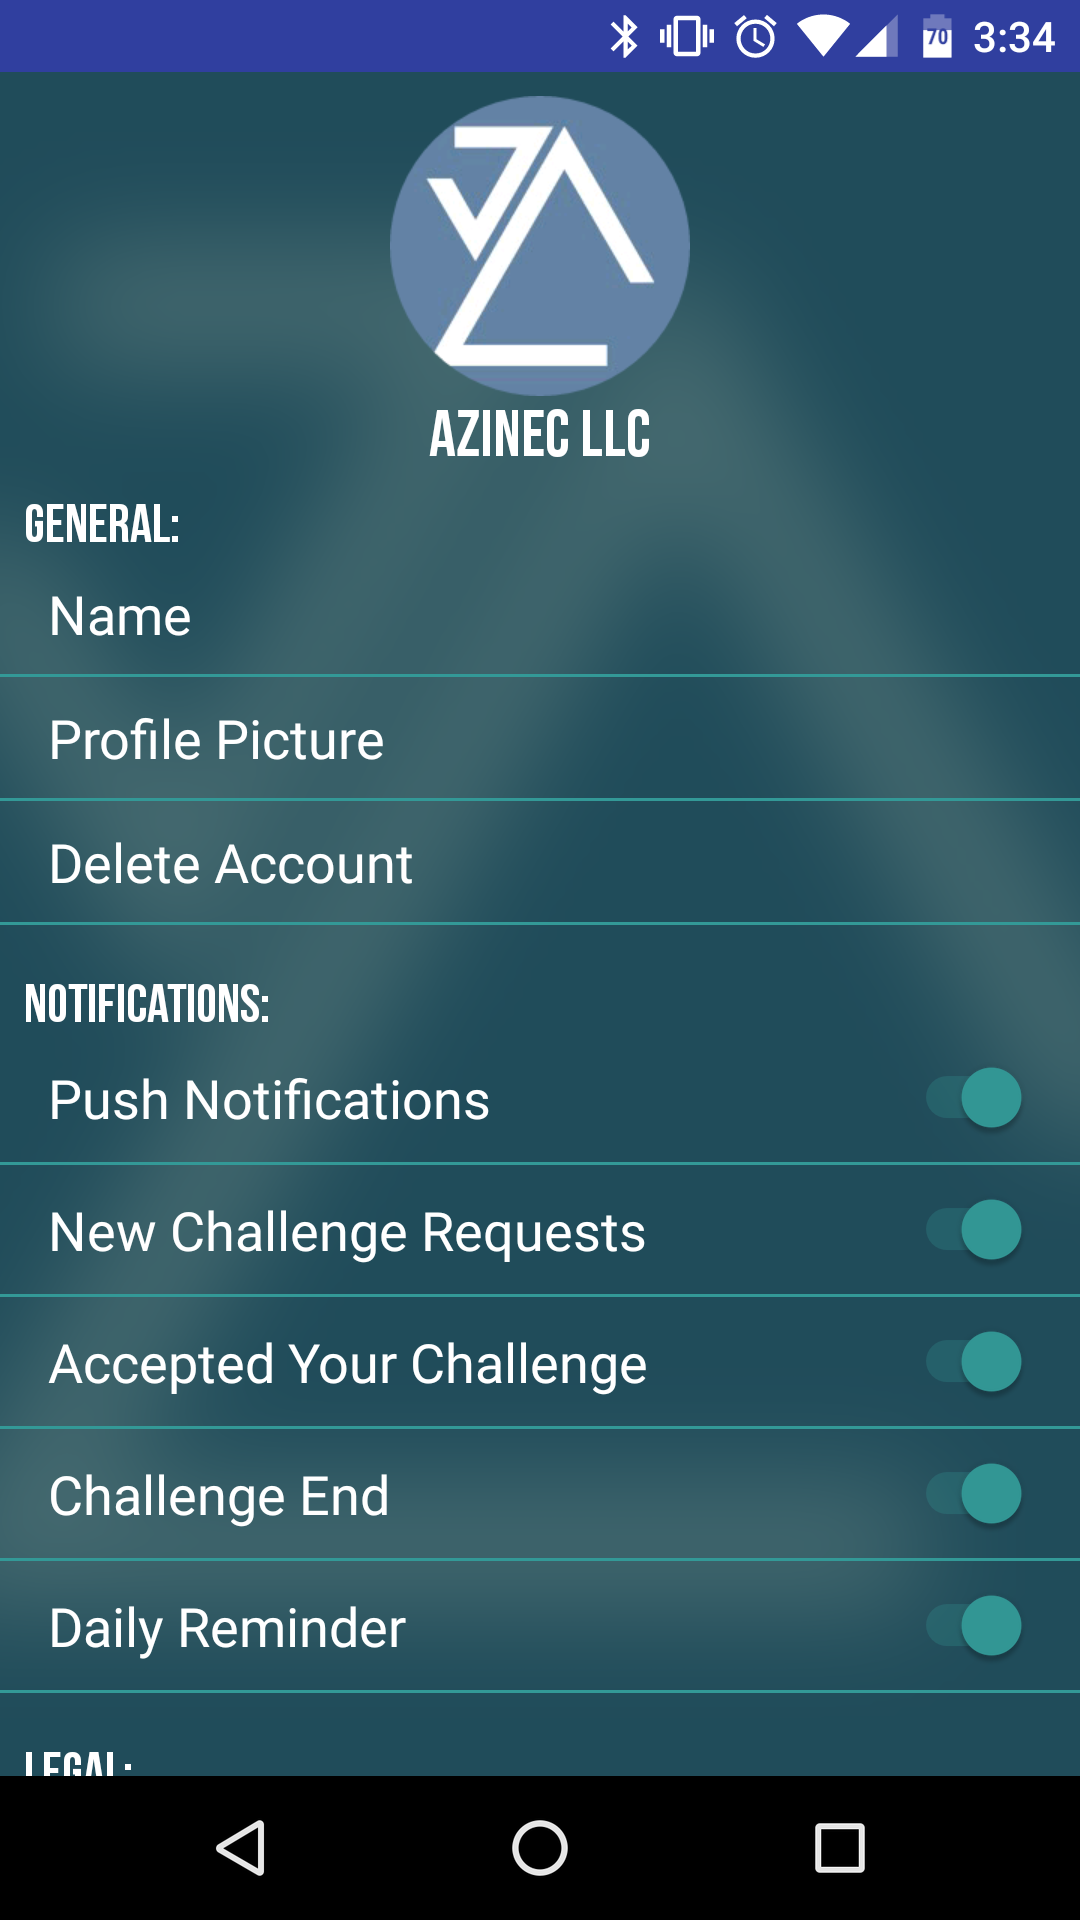 70 3:34
AZINEC LLC
GENERAL:
Name
Profile Picture
Delete Account
NOTIFICATIONS:
Push Notifications
New Challenge Requests
Accepted Your Challenge
Challenge End
Daily Reminder
LEGAL: